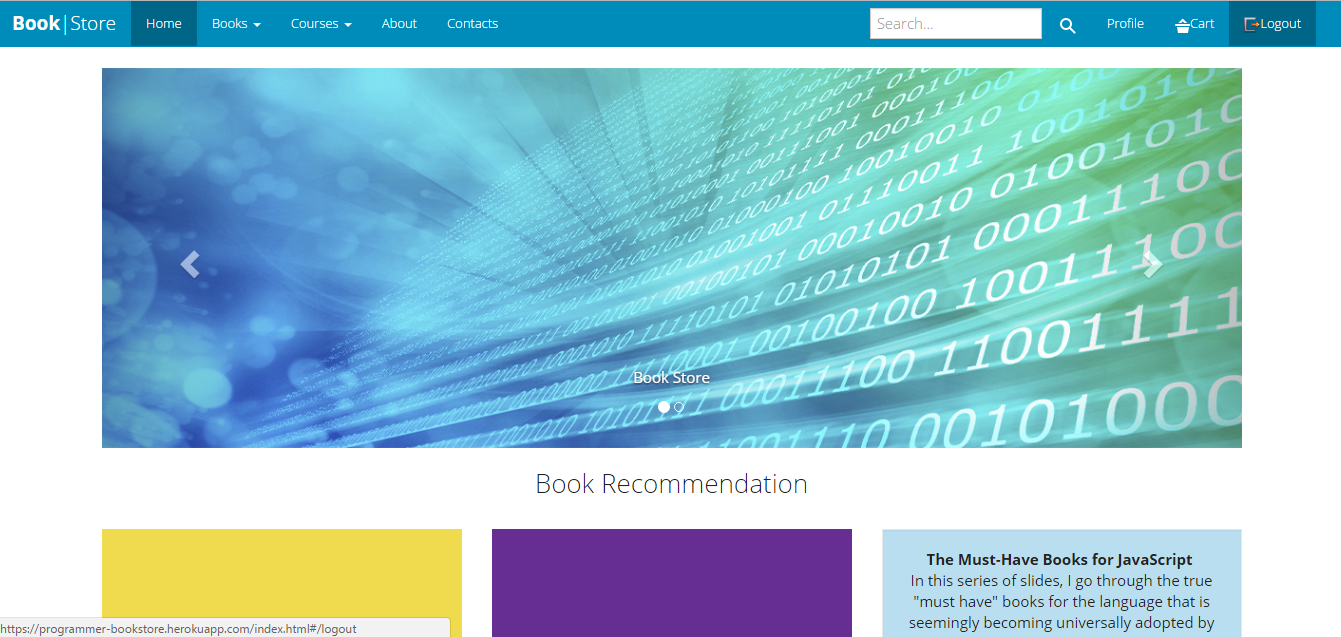 Book|Store Home Books Courses About Contacts Search... Profile Cart Logout
Book Store
Book Recommendation
The Must-Have Books for JavaScript
In this series of slides, I go through the true
"must have" books for the language that is
seemingly becoming universally adopted by
https://programmer-bookstore.herokuapp.com/index.html#/logout